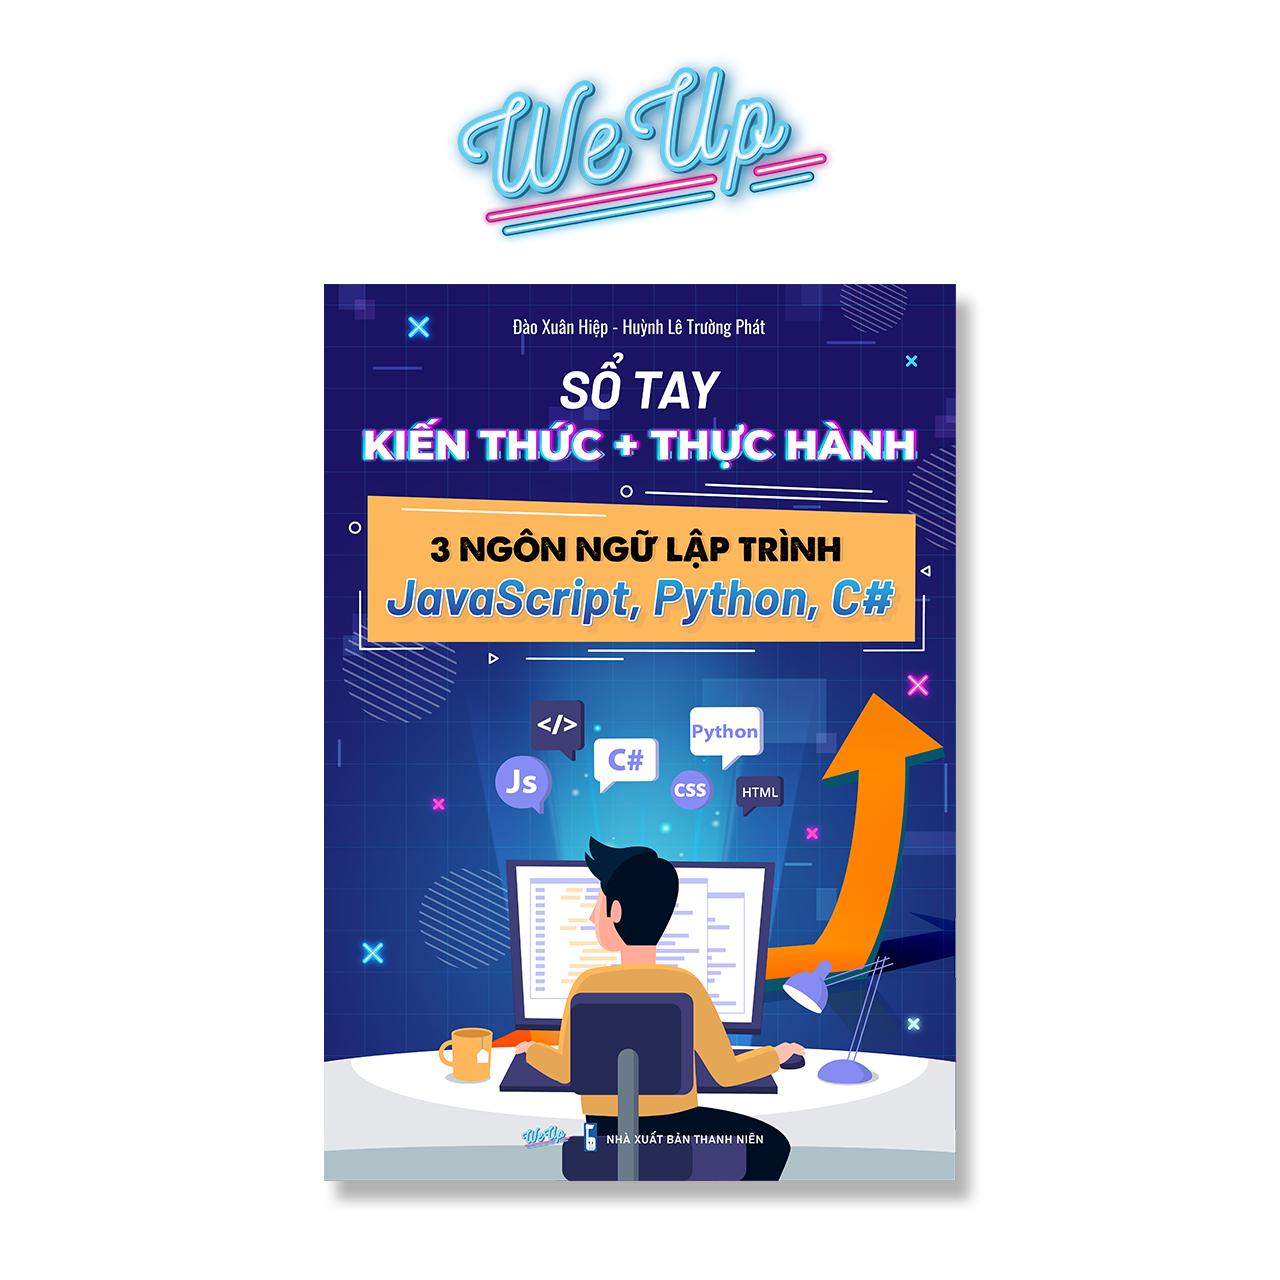 We Up
Đào Xuân Hiệp - Huỳnh Lê Trường Phát
SỔ TAY
KIẾN THỨC + THỰC HÀNH
3 NGÔN NGỮ LẬP TRÌNH
JavaScript, Python, C#
</>
Python
C#
Js
CSS
HTML
We Up NHÀ XUẤT BẢN THANH NIÊN